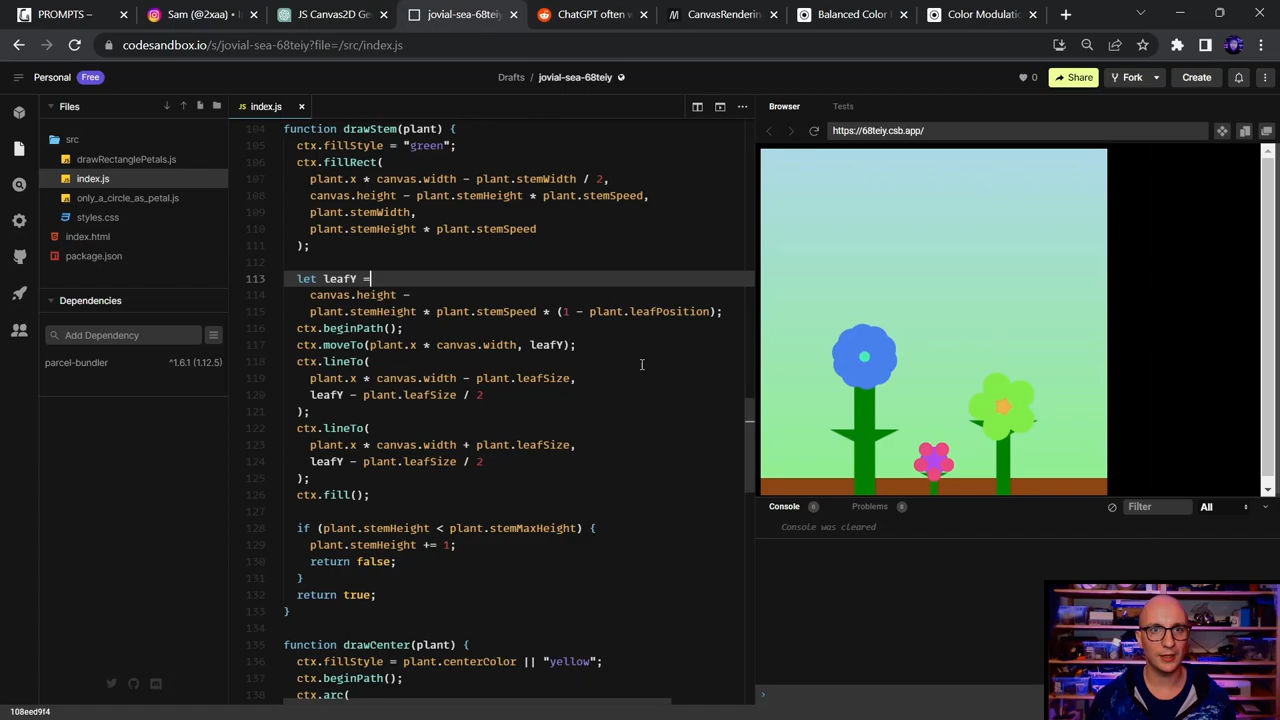 PROMPTS –
Sam (@2xaa) • In
JS Canvas2D Ge
jovial-sea-68teiy
ChatGPT often w
CanvasRendering
Balanced Color
Color Modulatio
codesandbox.io/s/jovial-sea-68teiy?file=/src/index.js
Personal Free
Drafts / jovial-sea-68teiy
0
Share
Fork
Create
Files
src
drawRectanglePetals.js
index.js
only_a_circle_as_petal.js
styles.css
index.html
package.json
Dependencies
Add Dependency
parcel-bundler ^1.6.1 (1.12.5)
108eed9f4
JS index.js
104 function drawStem(plant) {
105 ctx.fillStyle = "green";
106 ctx.fillRect(
107 plant.x * canvas.width - plant.stemWidth / 2,
108 canvas.height - plant.stemHeight * plant.stemSpeed,
109 plant.stemWidth,
110 plant.stemHeight * plant.stemSpeed
111 );
112
113 let leafY =
114 canvas.height -
115 plant.stemHeight * plant.stemSpeed * (1 - plant.leafPosition);
116 ctx.beginPath();
117 ctx.moveTo(plant.x * canvas.width, leafY);
118 ctx.lineTo(
119 plant.x * canvas.width - plant.leafSize,
120 leafY - plant.leafSize / 2
121 );
122 ctx.lineTo(
123 plant.x * canvas.width + plant.leafSize,
124 leafY - plant.leafSize / 2
125 );
126 ctx.fill();
127
128 if (plant.stemHeight < plant.stemMaxHeight) {
129 plant.stemHeight += 1;
130 return false;
131 }
132 return true;
133 }
134
135 function drawCenter(plant) {
136 ctx.fillStyle = plant.centerColor || "yellow";
137 ctx.beginPath();
138 ctx.arc(
Browser Tests
https://68teiy.csb.app/
Console 0 Problems 0
Filter
All
Console was cleared